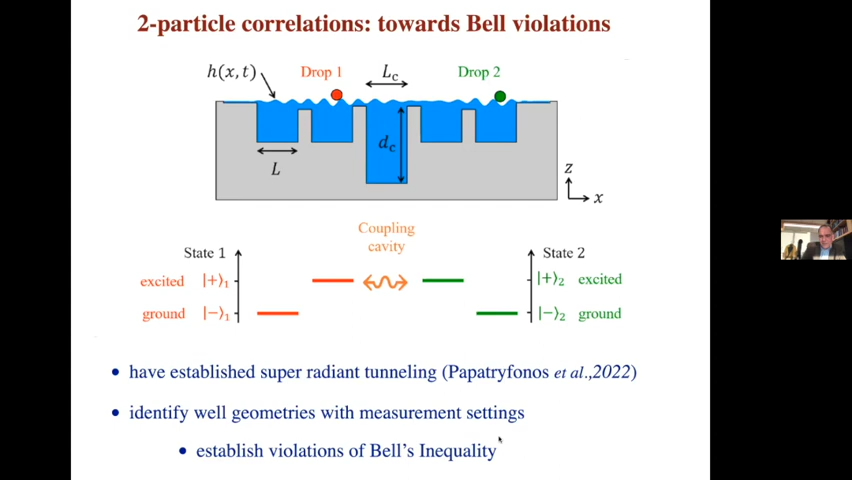 2-particle correlations: towards Bell violations
h(x,t)
Drop 1
L_c
Drop 2
d_c
L
z
x
Coupling
cavity
State 1
State 2
excited |+⟩₁
|+⟩₂ excited
ground |−⟩₁
|−⟩₂ ground
• have established super radiant tunneling (Papatryfonos et al.,2022)
• identify well geometries with measurement settings
• establish violations of Bell's Inequality